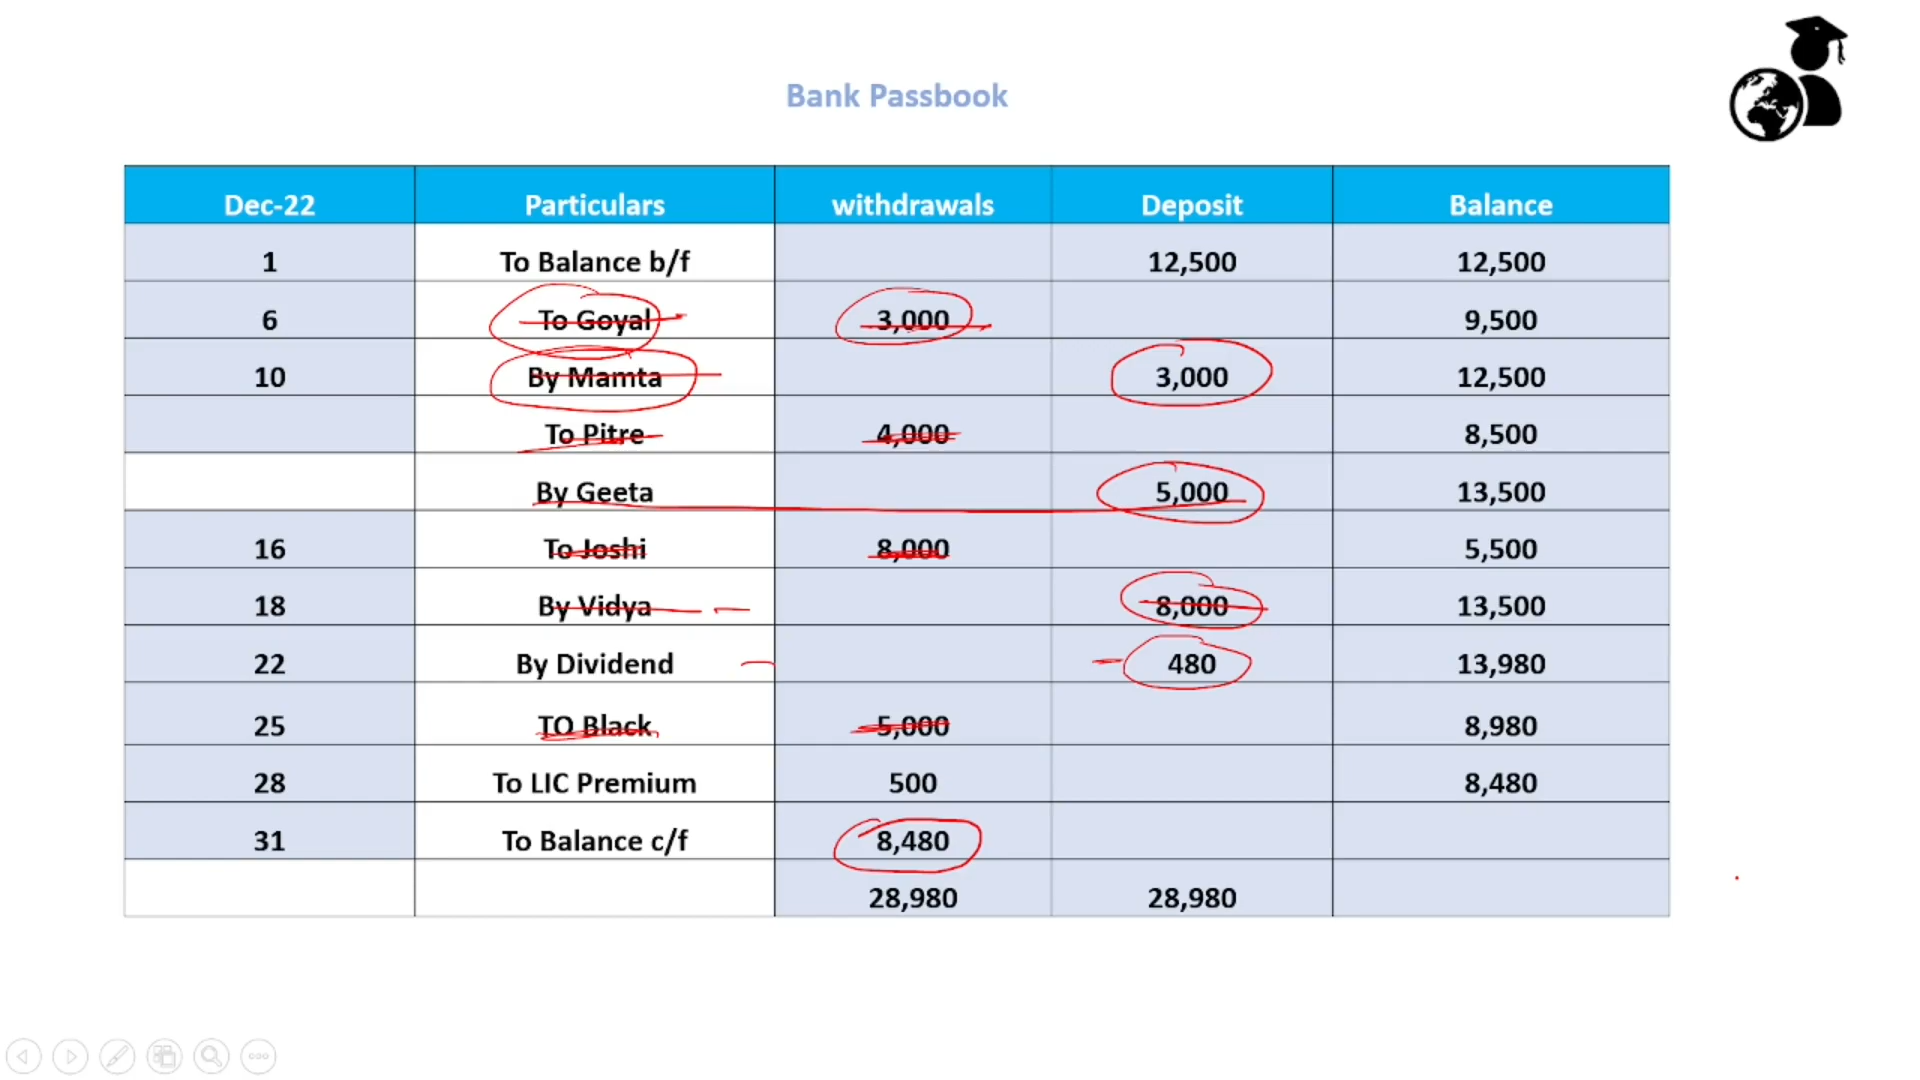 Bank Passbook
Dec-22 Particulars withdrawals Deposit Balance
1 To Balance b/f 12,500 12,500
6 To Goyal 3,000 9,500
10 By Mamta 3,000 12,500
To Pitre 4,000 8,500
By Geeta 5,000 13,500
16 To Joshi 8,000 5,500
18 By Vidya 8,000 13,500
22 By Dividend 480 13,980
25 TO Black 5,000 8,980
28 To LIC Premium 500 8,480
31 To Balance c/f 8,480
28,980 28,980